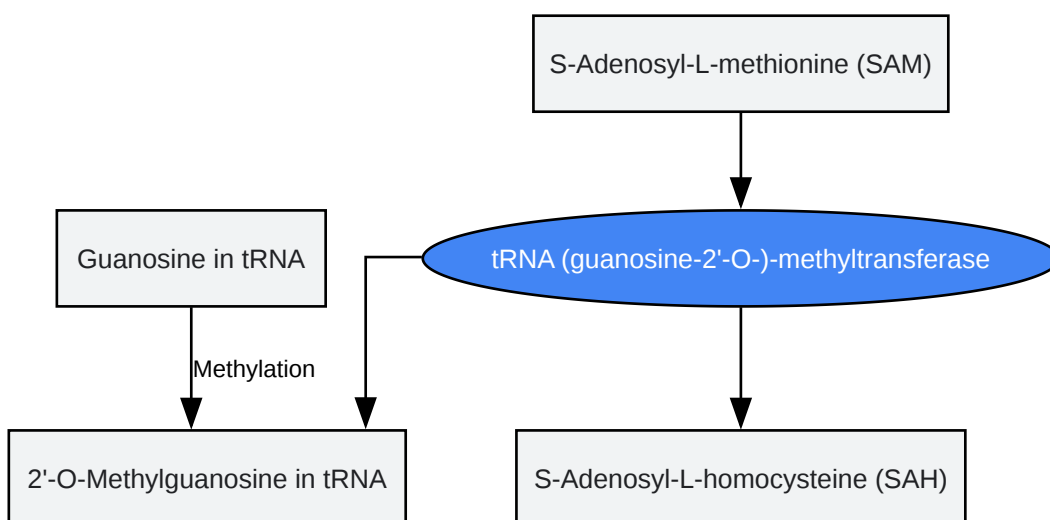 S-Adenosyl-L-methionine (SAM)
Guanosine in tRNA
tRNA (guanosine-2'-O-)-methyltransferase
Methylation
2'-O-Methylguanosine in tRNA
S-Adenosyl-L-homocysteine (SAH)